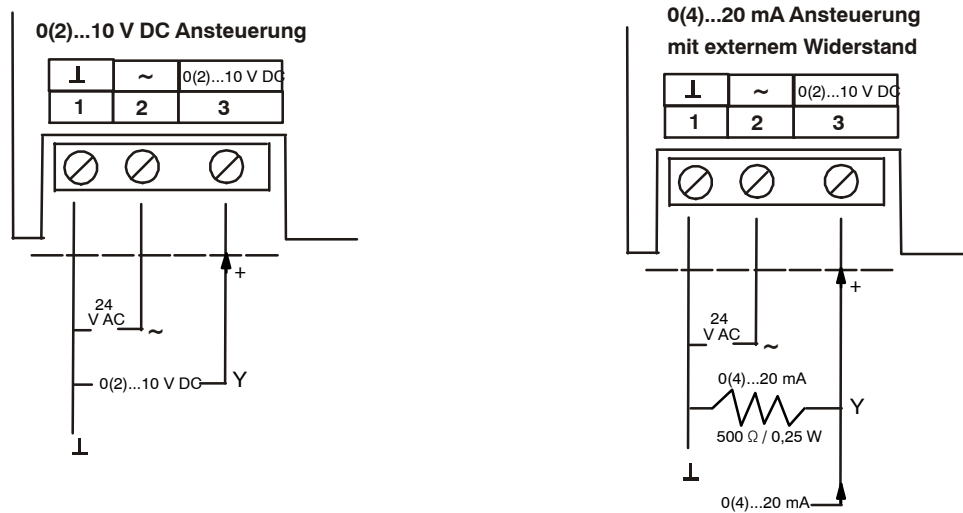 0(2)...10 V DC Ansteuerung
⊥ ~ 0(2)...10 V DC
1 2 3
+
24
V AC ~
0(2)...10 V DC Y
⊥
0(4)...20 mA Ansteuerung
mit externem Widerstand
⊥ ~ 0(2)...10 V DC
1 2 3
+
24
V AC ~
0(4)...20 mA
Y
500 Ω / 0,25 W
⊥
0(4)...20 mA